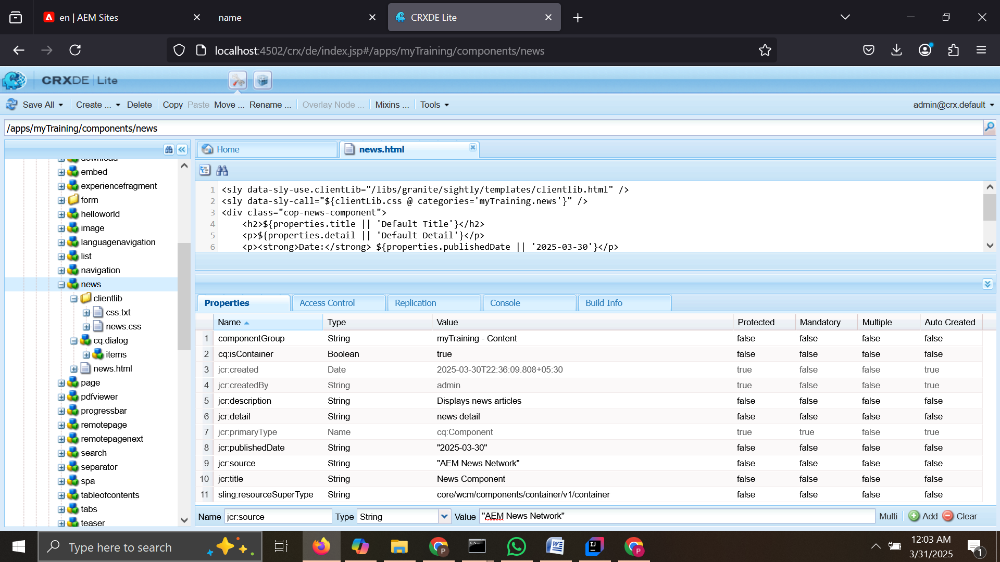 en | AEM Sites
name
CRXDE Lite
localhost:4502/crx/de/index.jsp#/apps/myTraining/components/news
CRXDE | Lite
Save All
Create ...
Delete
Copy
Paste
Move ...
Rename ...
Overlay Node ...
Mixins ...
Tools
admin@crx.default
/apps/myTraining/components/news
download
embed
experiencefragment
form
helloworld
image
languagenavigation
list
navigation
news
clientlib
css.txt
news.css
cq:dialog
items
news.html
page
pdfviewer
progressbar
remotepage
remotepagenext
search
separator
spa
tableofcontents
tabs
teaser
Home
news.html
1 <sly data-sly-use.clientLib="/libs/granite/sightly/templates/clientlib.html" />
2 <sly data-sly-call="${clientLib.css @ categories='myTraining.news'}" />
3 <div class="cop-news-component">
4 <h2>${properties.title || 'Default Title'}</h2>
5 <p>${properties.detail || 'Default Detail'}</p>
6 <p><strong>Date:</strong> ${properties.publishedDate || '2025-03-30'}</p>
Properties
Access Control
Replication
Console
Build Info
Name Type Value Protected Mandatory Multiple Auto Created
1 componentGroup String myTraining - Content false false false false
2 cq:isContainer Boolean true false false false false
3 jcr:created Date 2025-03-30T22:36:09.808+05:30 true false false true
4 jcr:createdBy String admin true false false true
5 jcr:description String Displays news articles false false false false
6 jcr:detail String news detail false false false false
7 jcr:primaryType Name cq:Component true true false true
8 jcr:publishedDate String "2025-03-30" false false false false
9 jcr:source String "AEM News Network" false false false false
10 jcr:title String News Component false false false false
11 sling:resourceSuperType String core/wcm/components/container/v1/container false false false false
Name jcr:source Type String Value "AEM News Network" Multi Add Clear
Type here to search
12:03 AM
3/31/2025
1